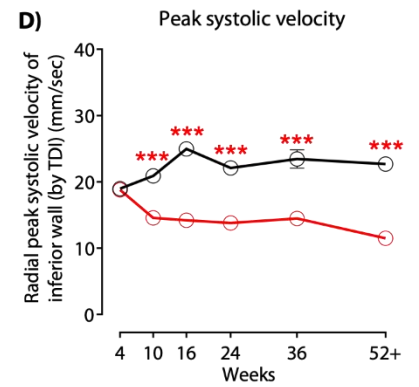 D)
Peak systolic velocity
Radial peak systolic velocity of
inferior wall (by TDI) (mm/sec)
40
30
20
10
0
***
***
***
***
***
4 10 16 24 36 52+
Weeks